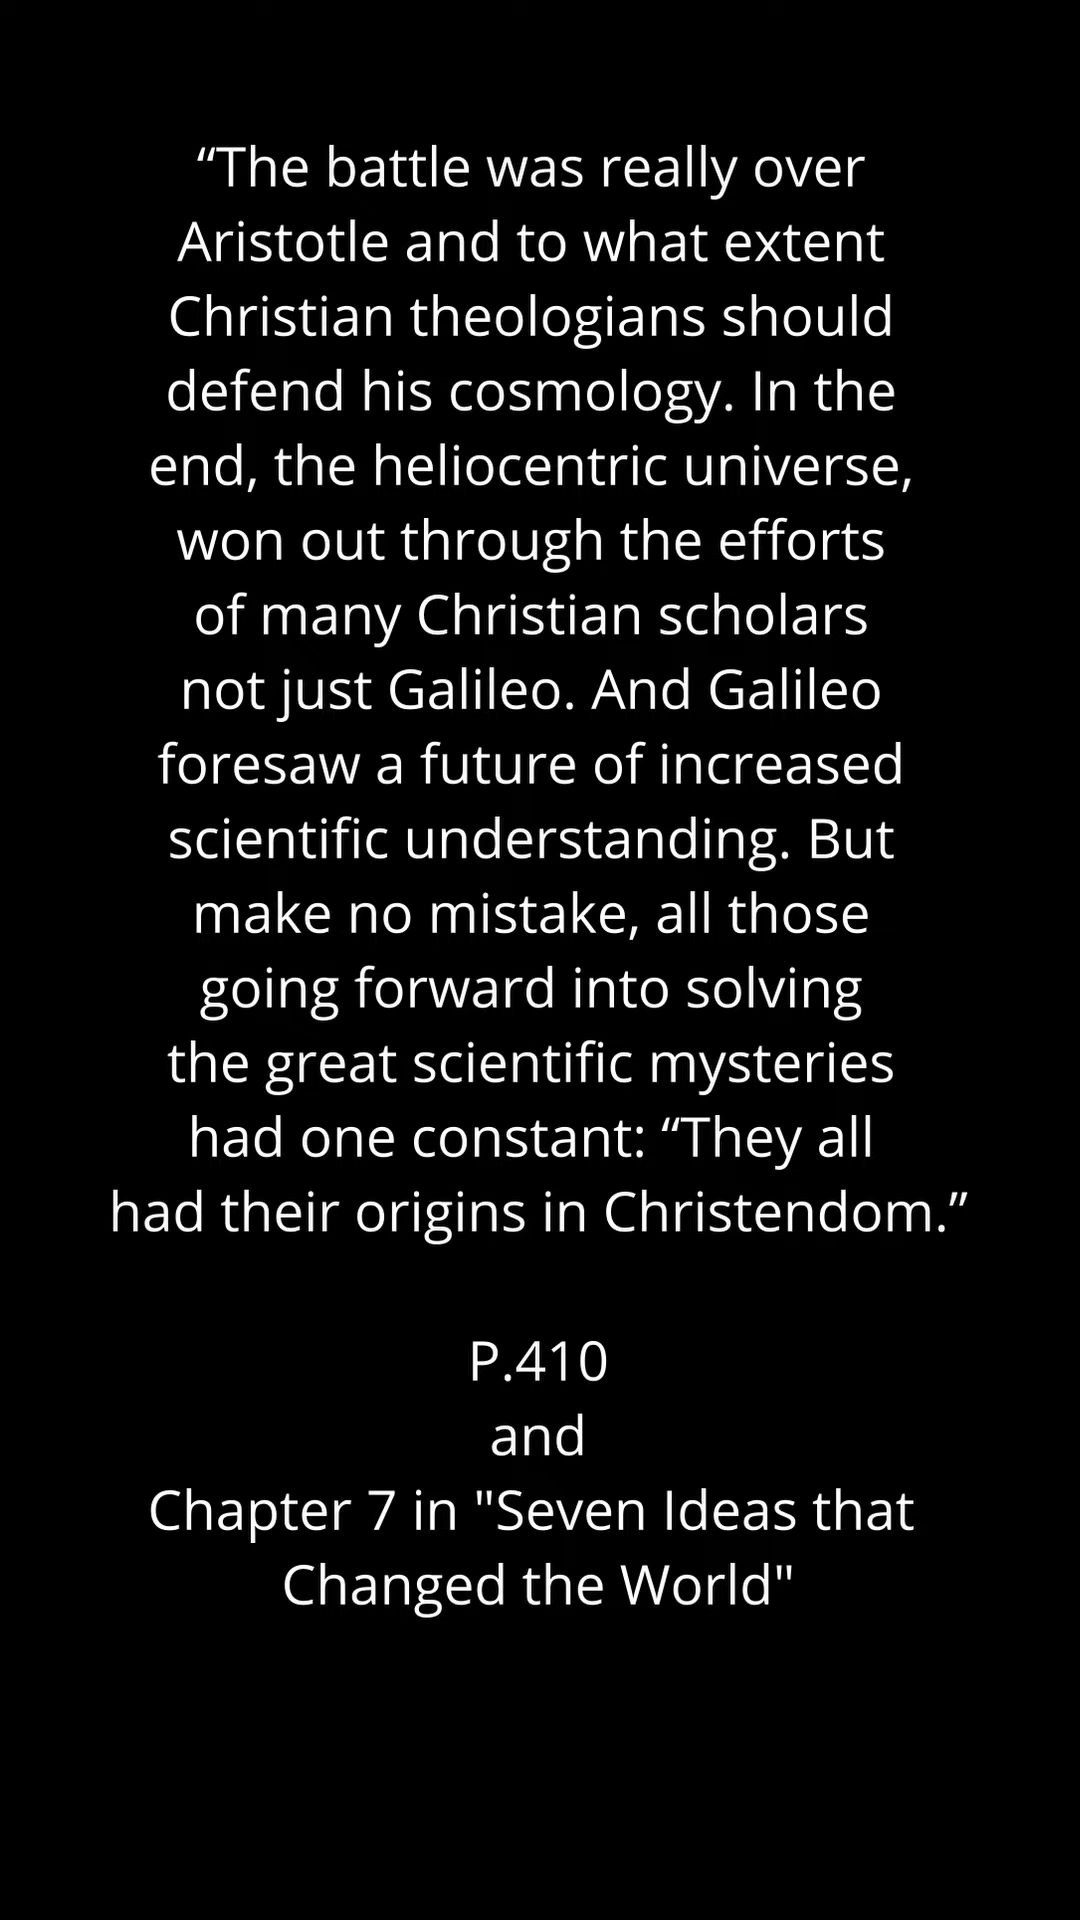 “The battle was really over
Aristotle and to what extent
Christian theologians should
defend his cosmology. In the
end, the heliocentric universe,
won out through the efforts
of many Christian scholars
not just Galileo. And Galileo
foresaw a future of increased
scientific understanding. But
make no mistake, all those
going forward into solving
the great scientific mysteries
had one constant: “They all
had their origins in Christendom.”
P.410
and
Chapter 7 in "Seven Ideas that
Changed the World"